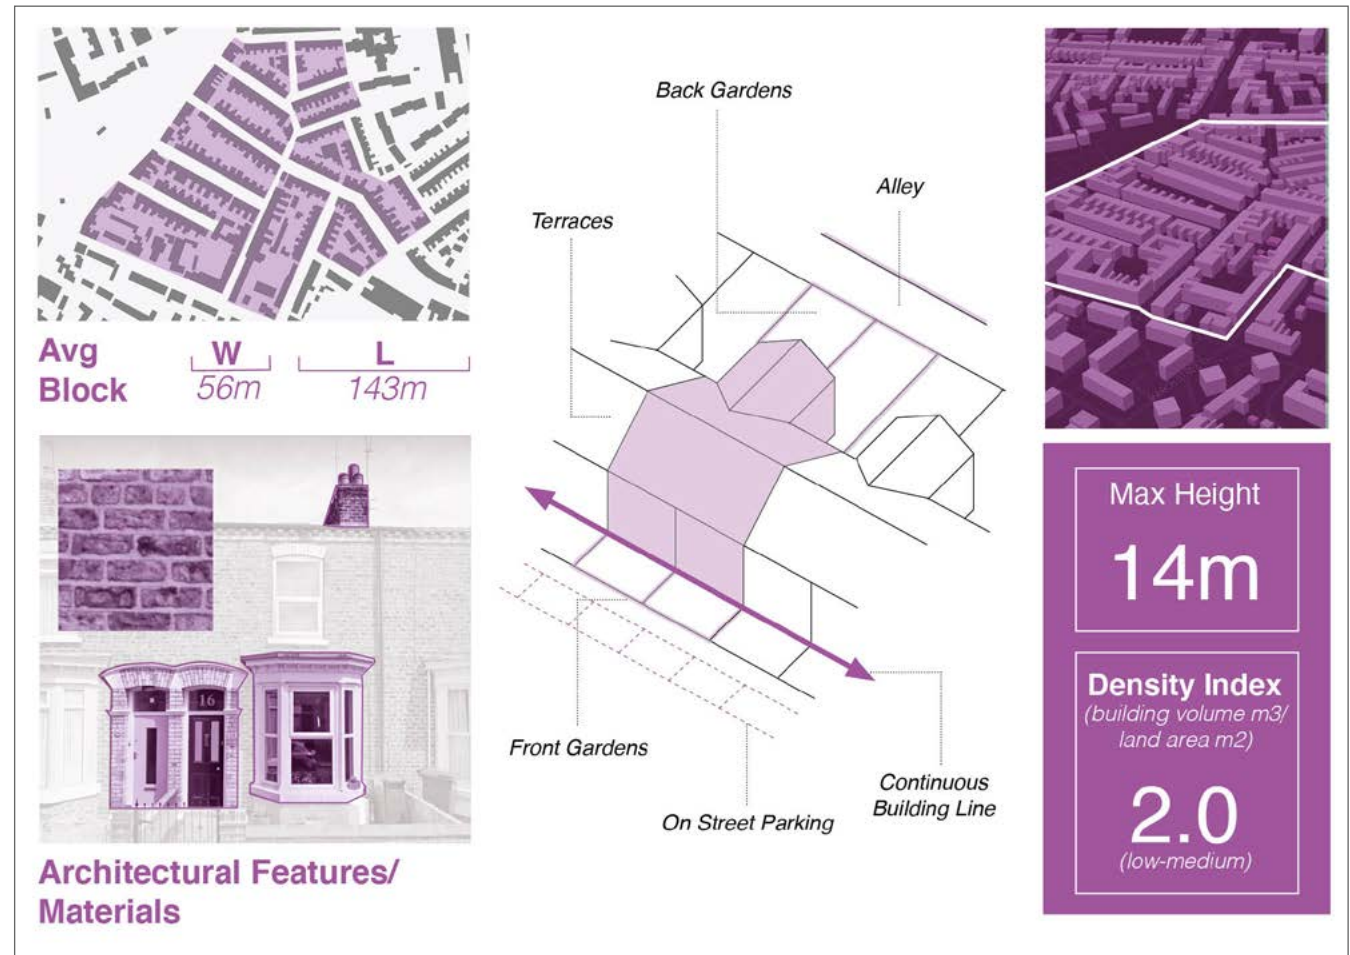 Avg
Block
W
56m
L
143m
16
Architectural Features/
Materials
Back Gardens
Alley
Terraces
Front Gardens
On Street Parking
Continuous
Building Line
Max Height
14m
Density Index
(building volume m3/
land area m2)
2.0
(low-medium)